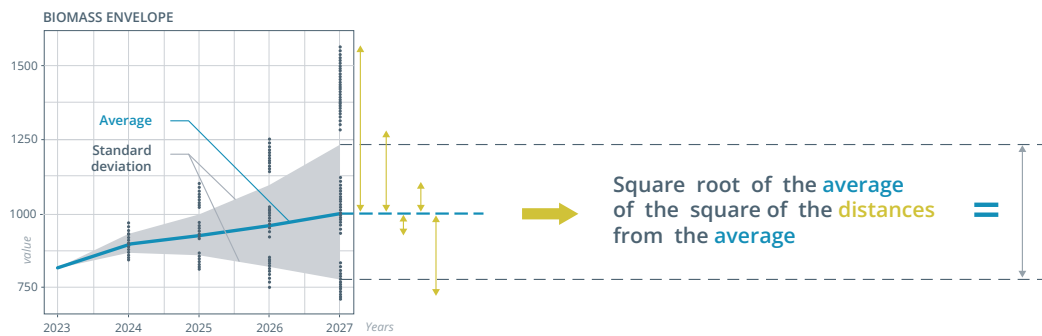 BIOMASS ENVELOPE
1500
1250
1000
750
value
Average
Standard
deviation
2023 2024 2025 2026 2027 Years
Square root of the average
of the square of the distances
from the average
=